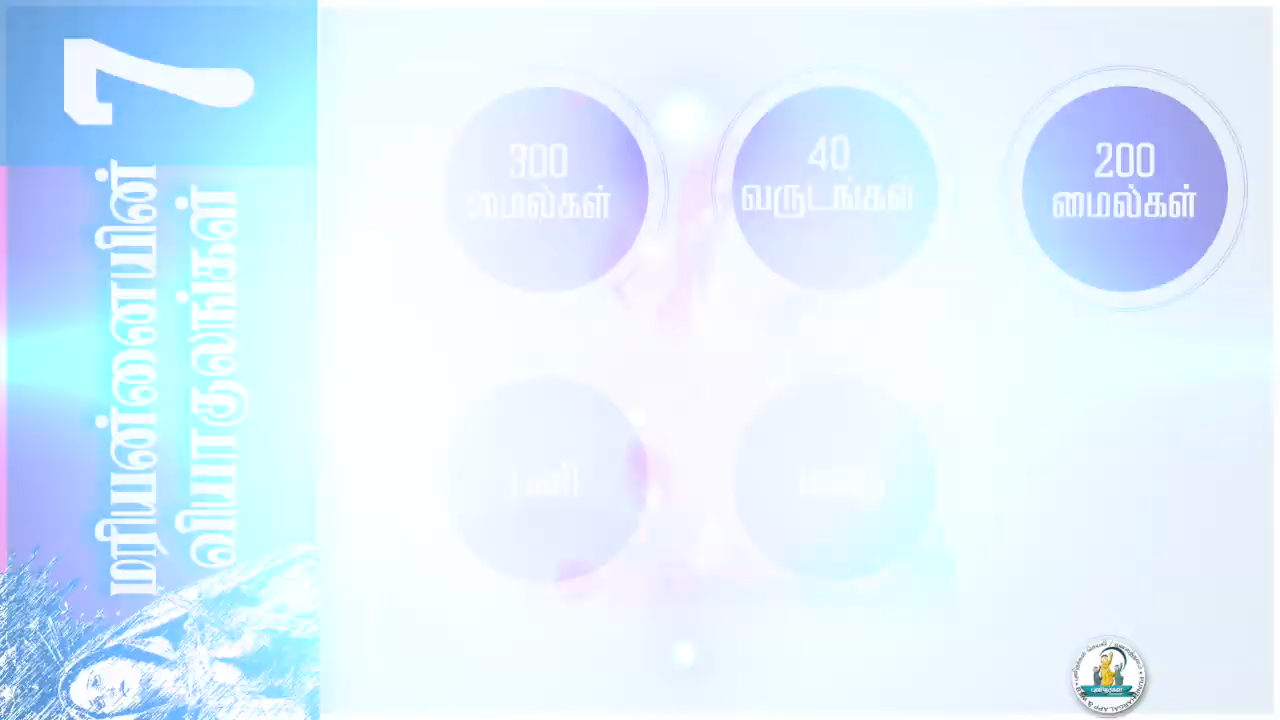 7
மரியன்னையின்
வியாகுலங்கள்
300
மைல்கள்
40
வருடங்கள்
200
மைல்கள்